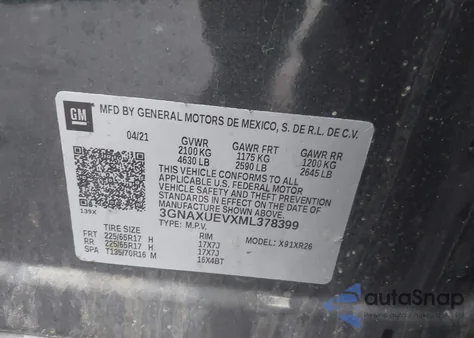 GM
MFD BY GENERAL MOTORS DE MEXICO, S. DE R.L. DE C.V.
04/21 GVWR GAWR FRT GAWR RR
2100 KG 1175 KG 1200 KG
4630 LB 2590 LB 2645 LB
THIS VEHICLE CONFORMS TO ALL
APPLICABLE U.S. FEDERAL MOTOR
VEHICLE SAFETY AND THEFT
PREVENTION STANDARDS IN EFFECT
ON THE DATE OF MANUFACTURE
SHOWN ABOVE.
3GNAXUEVXML378399
TYPE: M.P.V. MODEL: X91XR26
139X
TIRE SIZE RIM
FRT 225/65R17 H 17X7J
RR 225/65R17 H 17X7J
SPA T135/70R16 M 16X4BT
autoSnap